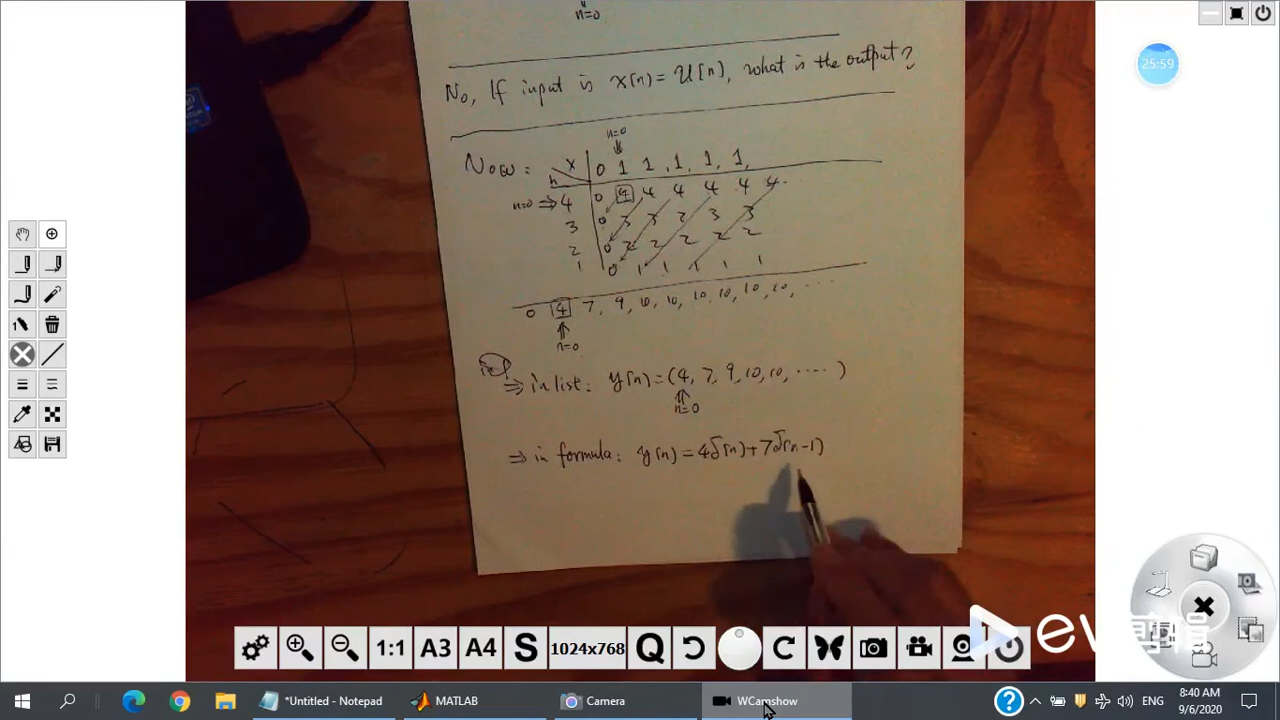 n=0
25:59
No, If input is x[n] = u[n], what is the output?
n=0
Now: x 0 1 1, 1, 1, 1,
h
n=0 ⇒ 4 0 4 4 4 4 4 4 ..
3 0 3 3 3 3 3
2 0 2 2 2 2 2
1 0 1 1 1 1 1
0 4 7, 9, 10, 10, 10, 10, 10, 10, ....
n=0
⇒ in list: y[n] = (4, 7, 9, 10, 10, .....)
n=0
⇒ in formula: y[n] = 4δ[n] + 7δ[n-1]
1:1 A3 A4 S 1024x768 Q
*Untitled - Notepad MATLAB Camera WCamshow ENG 8:40 AM
9/6/2020